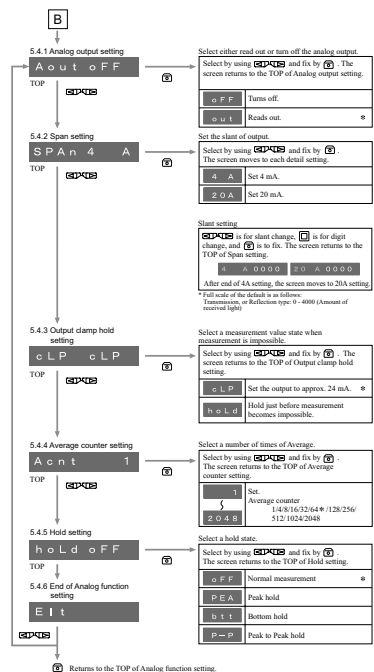 B
5.4.1 Analog output setting
Aout oFF
TOP
Select either read out or turn off the analog output.
Select by using and fix by . The
screen returns to the TOP of Analog output setting.
oFF Turns off.
out Reads out. *
5.4.2 Span setting
SPAn 4 A
TOP
Set the slant of output.
Select by using and fix by .
The screen moves to each detail setting.
4 A Set 4 mA.
20A Set 20 mA.
Slant setting
is for slant change, is for digit
change, and is to fix. The screen returns to the
TOP of Span setting.
4 A 0000 20 A 0000
After end of 4A setting, the screen moves to 20A setting.
* Full scale of the default is as follows:
Transmission, or Reflection type: 0 - 4000 (Amount of
received light)
5.4.3 Output clamp hold
setting
cLP cLP
TOP
Select a measurement value state when
measurement is impossible.
Select by using and fix by . The
screen returns to the TOP of Output clamp hold
setting.
cLP Set the output to approx. 24 mA. *
hoLd Hold just before measurement
becomes impossible.
5.4.4 Average counter setting
Acnt 1
TOP
Select a number of times of Average.
Select by using and fix by .
The screen returns to the TOP of Average
counter setting.
1 Set.
Average counter
1/4/8/16/32/64*/128/256/
2048 512/1024/2048
5.4.5 Hold setting
hoLd oFF
TOP
Select a hold state.
Select by using and fix by .
The screen returns to the TOP of Hold setting.
oFF Normal measurement *
PEA Peak hold
btt Bottom hold
P-P Peak to Peak hold
5.4.6 End of Analog function
setting
EIt
Returns to the TOP of Analog function setting.